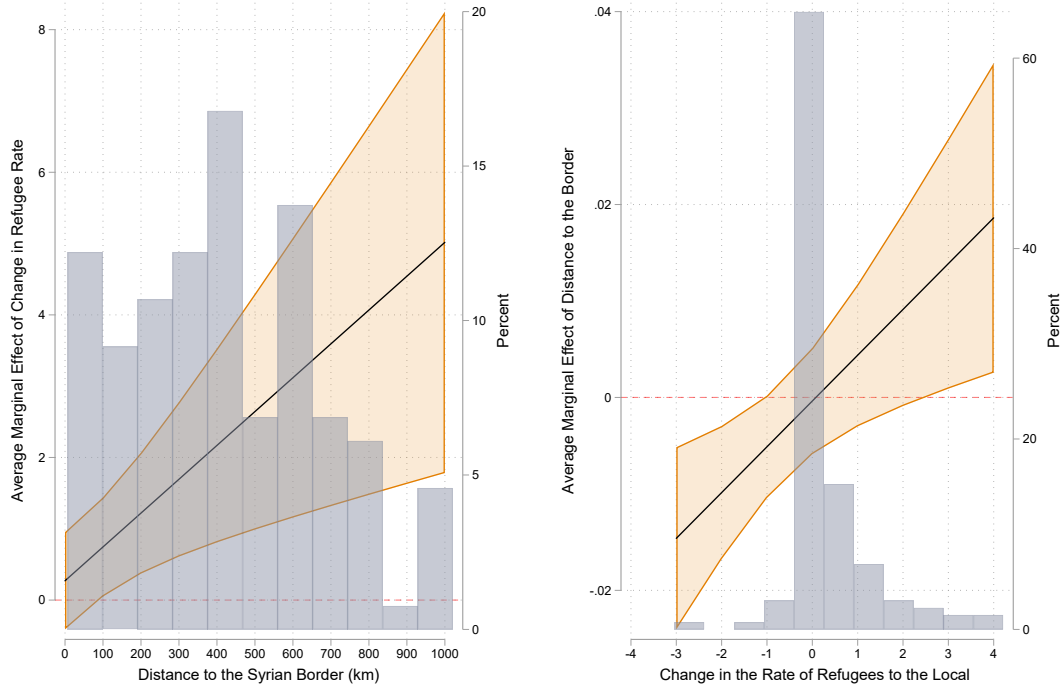 Average Marginal Effect of Change in Refugee Rate
8
6
4
2
0
20
15
10
5
0
Percent
0 100 200 300 400 500 600 700 800 900 1000
Distance to the Syrian Border (km)
Average Marginal Effect of Distance to the Border
.04
.02
0
-.02
60
40
20
0
Percent
-4 -3 -2 -1 0 1 2 3 4
Change in the Rate of Refugees to the Local